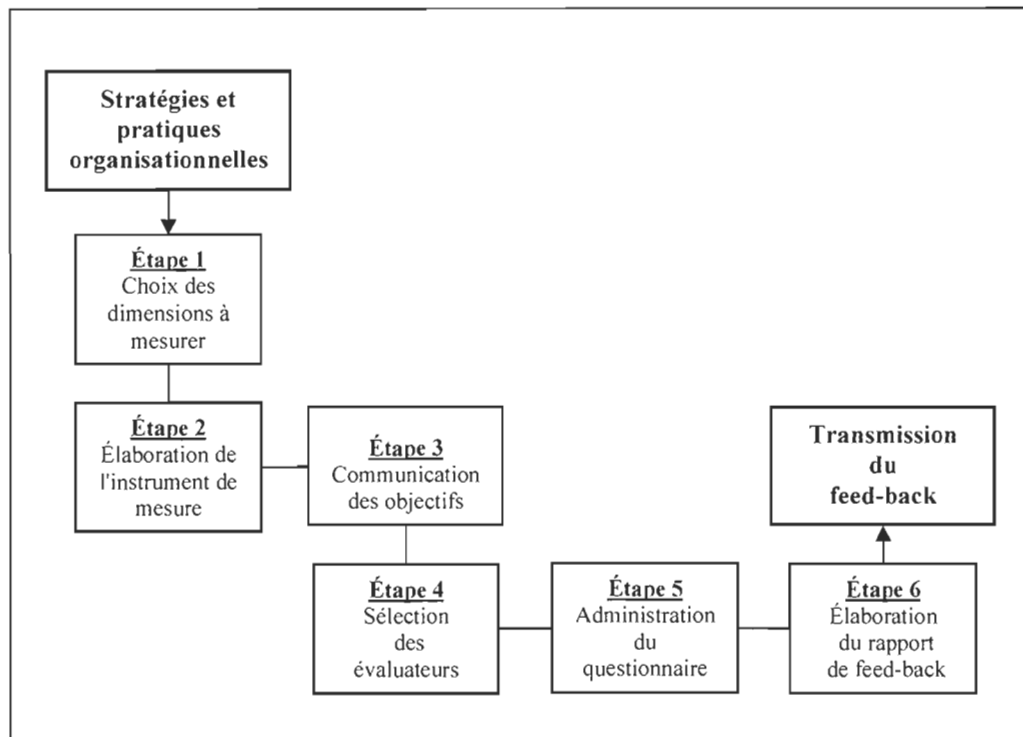 Stratégies et
pratiques
organisationnelles
Étape 1
Choix des
dimensions à
mesurer
Étape 2
Élaboration de
l'instrument de
mesure
Étape 3
Communication
des objectifs
Étape 4
Sélection
des
évaluateurs
Étape 5
Administration
du
questionnaire
Étape 6
Élaboration
du rapport
de feed-back
Transmission
du
feed-back